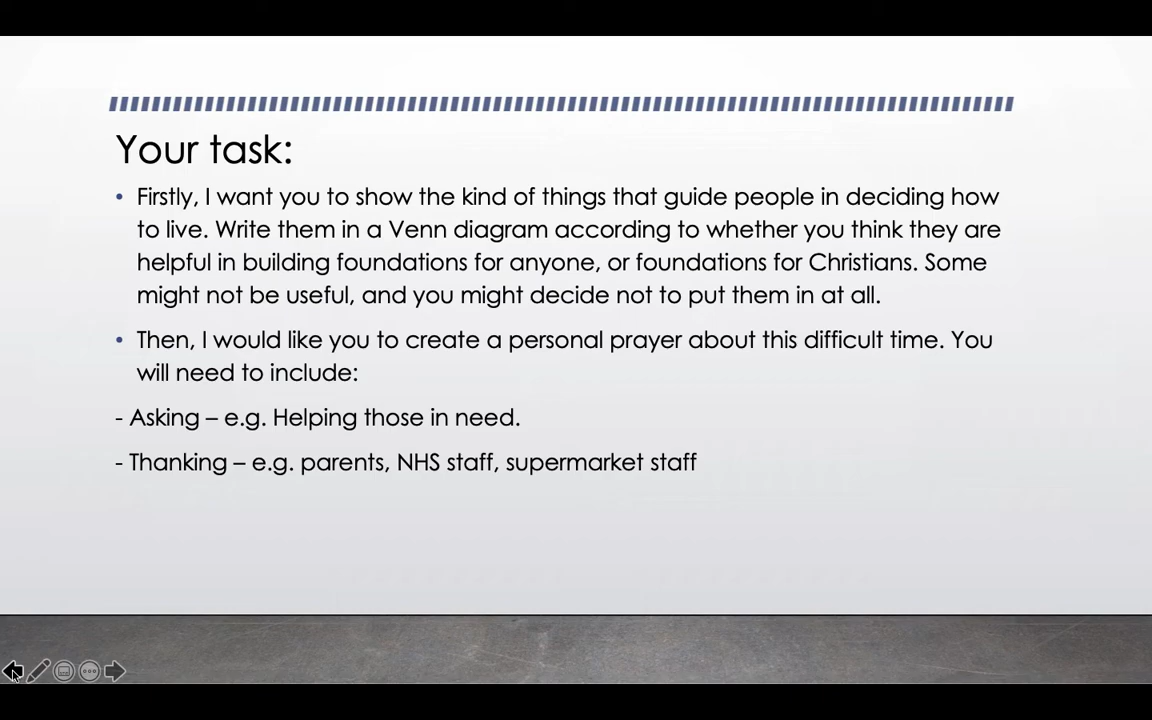 Your task:
• Firstly, I want you to show the kind of things that guide people in deciding how
to live. Write them in a Venn diagram according to whether you think they are
helpful in building foundations for anyone, or foundations for Christians. Some
might not be useful, and you might decide not to put them in at all.
• Then, I would like you to create a personal prayer about this difficult time. You
will need to include:
- Asking – e.g. Helping those in need.
- Thanking – e.g. parents, NHS staff, supermarket staff